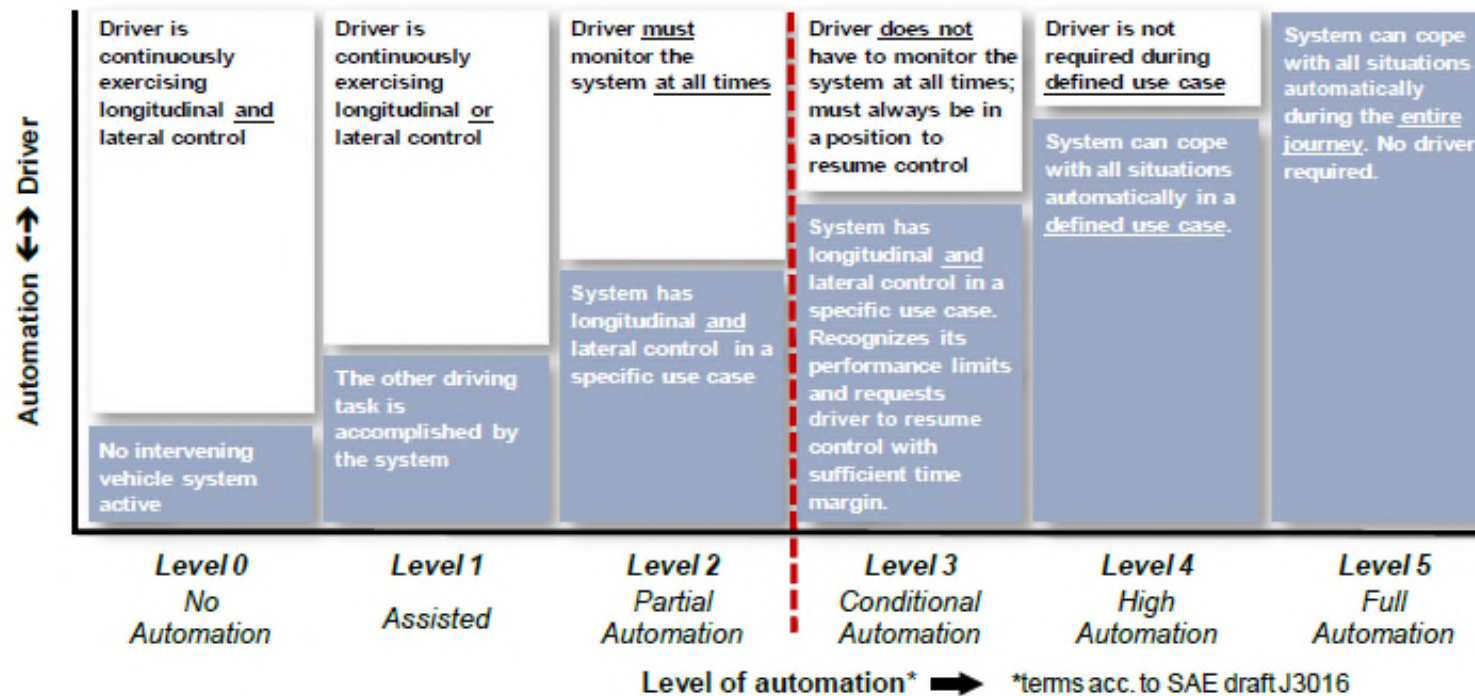 Automation ↔ Driver
Driver is
continuously
exercising
longitudinal and
lateral control
No intervening
vehicle system
active
Driver is
continuously
exercising
longitudinal or
lateral control
The other driving
task is
accomplished by
the system
Driver must
monitor the
system at all times
System has
longitudinal and
lateral control in a
specific use case
Driver does not
have to monitor the
system at all times;
must always be in
a position to
resume control
System has
longitudinal and
lateral control in a
specific use case.
Recognizes its
performance limits
and requests
driver to resume
control with
sufficient time
margin.
Driver is not
required during
defined use case
System can cope
with all situations
automatically in a
defined use case.
System can cope
with all situations
automatically
during the entire
journey. No driver
required.
Level 0
No
Automation
Level 1
Assisted
Level 2
Partial
Automation
Level 3
Conditional
Automation
Level 4
High
Automation
Level 5
Full
Automation
Level of automation* ➡ *terms acc. to SAE draft J3016